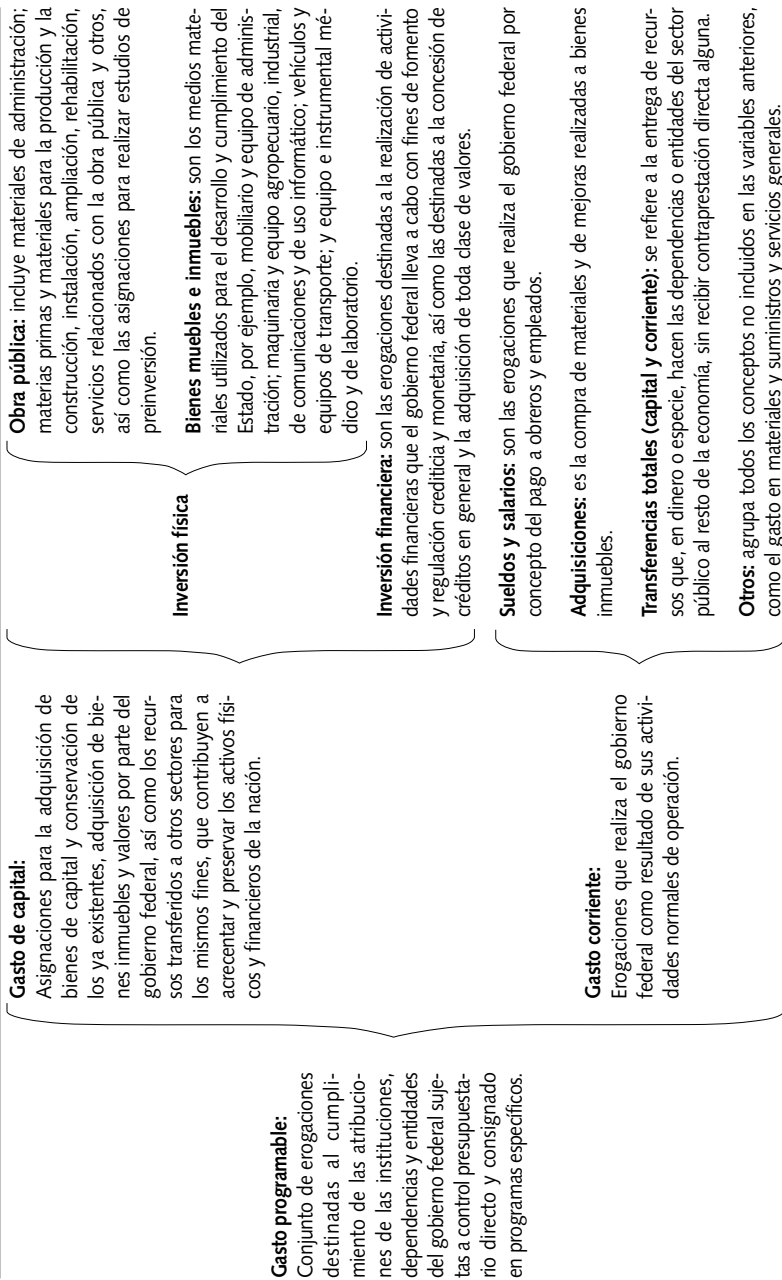 Gasto programable:
Conjunto de erogaciones
destinadas al cumpli-
miento de las atribucio-
nes de las instituciones,
dependencias y entidades
del gobierno federal suje-
tas a control presupuesta-
rio directo y consignado
en programas específicos.
Gasto de capital:
Asignaciones para la adquisición de
bienes de capital y conservación de
los ya existentes, adquisición de bie-
nes inmuebles y valores por parte del
gobierno federal, así como los recur-
sos transferidos a otros sectores para
los mismos fines, que contribuyen a
acrecentar y preservar los activos físi-
cos y financieros de la nación.
Inversión física
Obra pública: incluye materiales de administración;
materias primas y materiales para la producción y la
construcción, instalación, ampliación, rehabilitación,
servicios relacionados con la obra pública y otros,
así como las asignaciones para realizar estudios de
preinversión.
Bienes muebles e inmuebles: son los medios mate-
riales utilizados para el desarrollo y cumplimiento del
Estado, por ejemplo, mobiliario y equipo de adminis-
tración; maquinaria y equipo agropecuario, industrial,
de comunicaciones y de uso informático; vehículos y
equipos de transporte; y equipo e instrumental mé-
dico y de laboratorio.
Inversión financiera: son las erogaciones destinadas a la realización de activi-
dades financieras que el gobierno federal lleva a cabo con fines de fomento
y regulación crediticia y monetaria, así como las destinadas a la concesión de
créditos en general y la adquisición de toda clase de valores.
Gasto corriente:
Erogaciones que realiza el gobierno
federal como resultado de sus activi-
dades normales de operación.
Sueldos y salarios: son las erogaciones que realiza el gobierno federal por
concepto del pago a obreros y empleados.
Adquisiciones: es la compra de materiales y de mejoras realizadas a bienes
inmuebles.
Transferencias totales (capital y corriente): se refiere a la entrega de recur-
sos que, en dinero o especie, hacen las dependencias o entidades del sector
público al resto de la economía, sin recibir contraprestación directa alguna.
Otros: agrupa todos los conceptos no incluidos en las variables anteriores,
como el gasto en materiales y suministros y servicios generales.